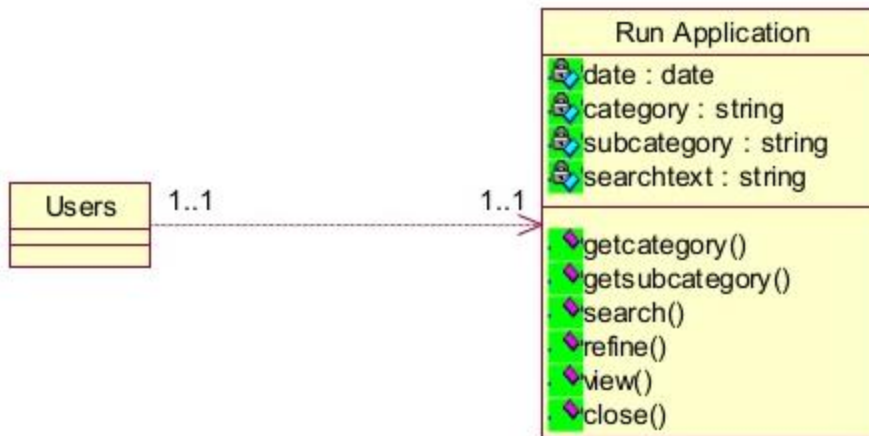 Run Application
date : date
category : string
subcategory : string
searchtext : string
Users
1..1
1..1
getcategory()
getsubcategory()
search()
refine()
view()
close()